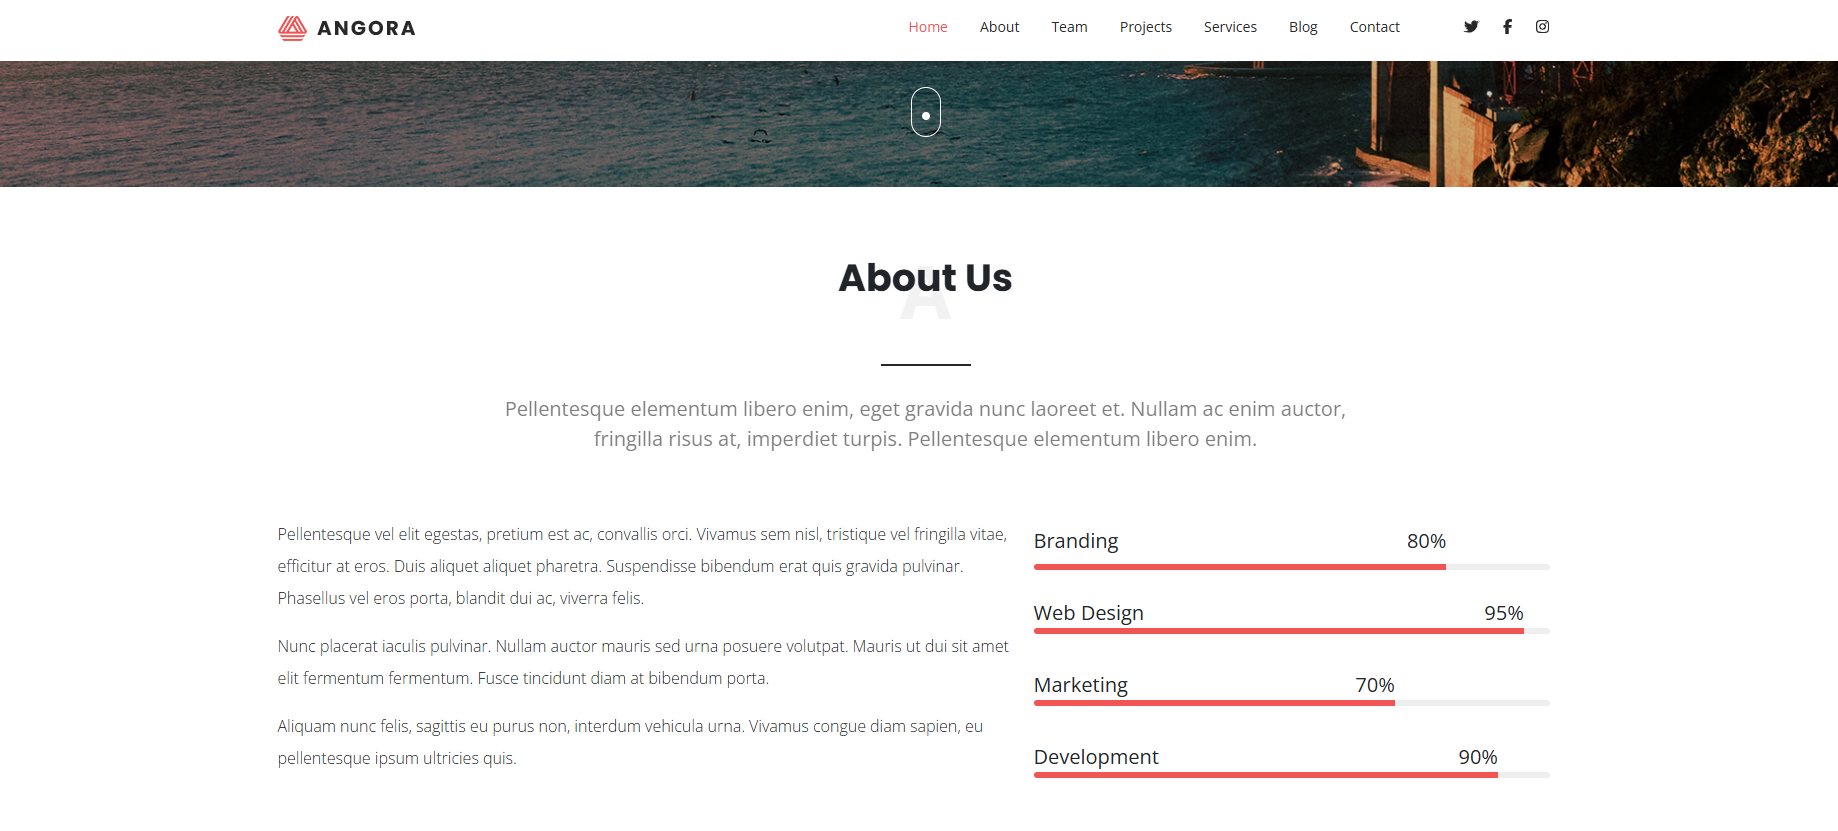 ANGORA
Home About Team Projects Services Blog Contact
About Us
A
Pellentesque elementum libero enim, eget gravida nunc laoreet et. Nullam ac enim auctor,
fringilla risus at, imperdiet turpis. Pellentesque elementum libero enim.
Pellentesque vel elit egestas, pretium est ac, convallis orci. Vivamus sem nisl, tristique vel fringilla vitae,
efficitur at eros. Duis aliquet aliquet pharetra. Suspendisse bibendum erat quis gravida pulvinar.
Phasellus vel eros porta, blandit dui ac, viverra felis.
Nunc placerat iaculis pulvinar. Nullam auctor mauris sed urna posuere volutpat. Mauris ut dui sit amet
elit fermentum fermentum. Fusce tincidunt diam at bibendum porta.
Aliquam nunc felis, sagittis eu purus non, interdum vehicula urna. Vivamus congue diam sapien, eu
pellentesque ipsum ultricies quis.
Branding 80%
Web Design 95%
Marketing 70%
Development 90%